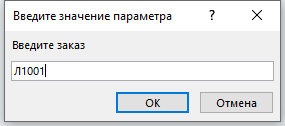 Введите значение параметра ? ×
Введите заказ
Л1001
ОК Отмена